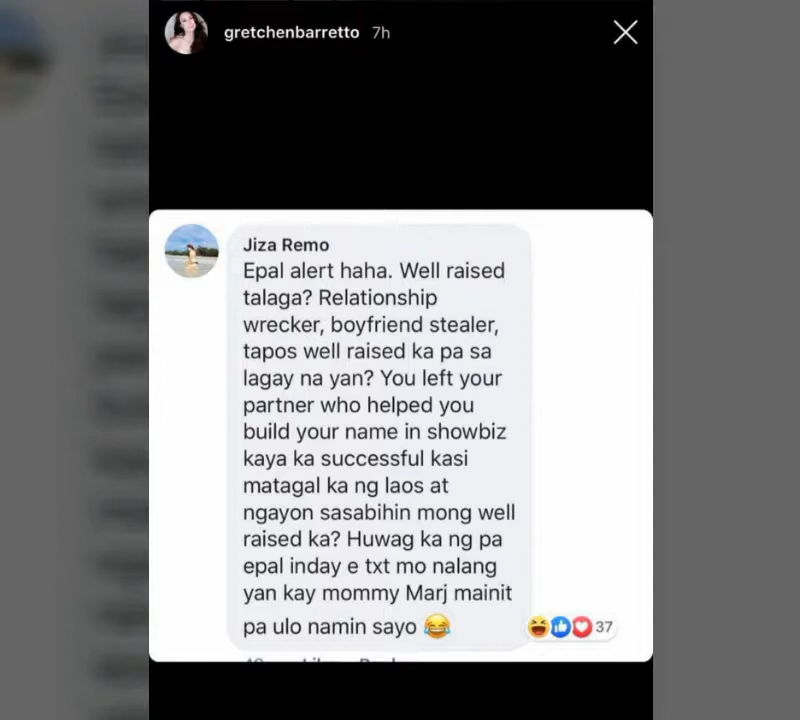 gretchenbarretto 7h
Jiza Remo
Epal alert haha. Well raised
talaga? Relationship
wrecker, boyfriend stealer,
tapos well raised ka pa sa
lagay na yan? You left your
partner who helped you
build your name in showbiz
kaya ka successful kasi
matagal ka ng laos at
ngayon sasabihin mong well
raised ka? Huwag ka ng pa
epal inday e txt mo nalang
yan kay mommy Marj mainit
pa ulo namin sayo 😂
37